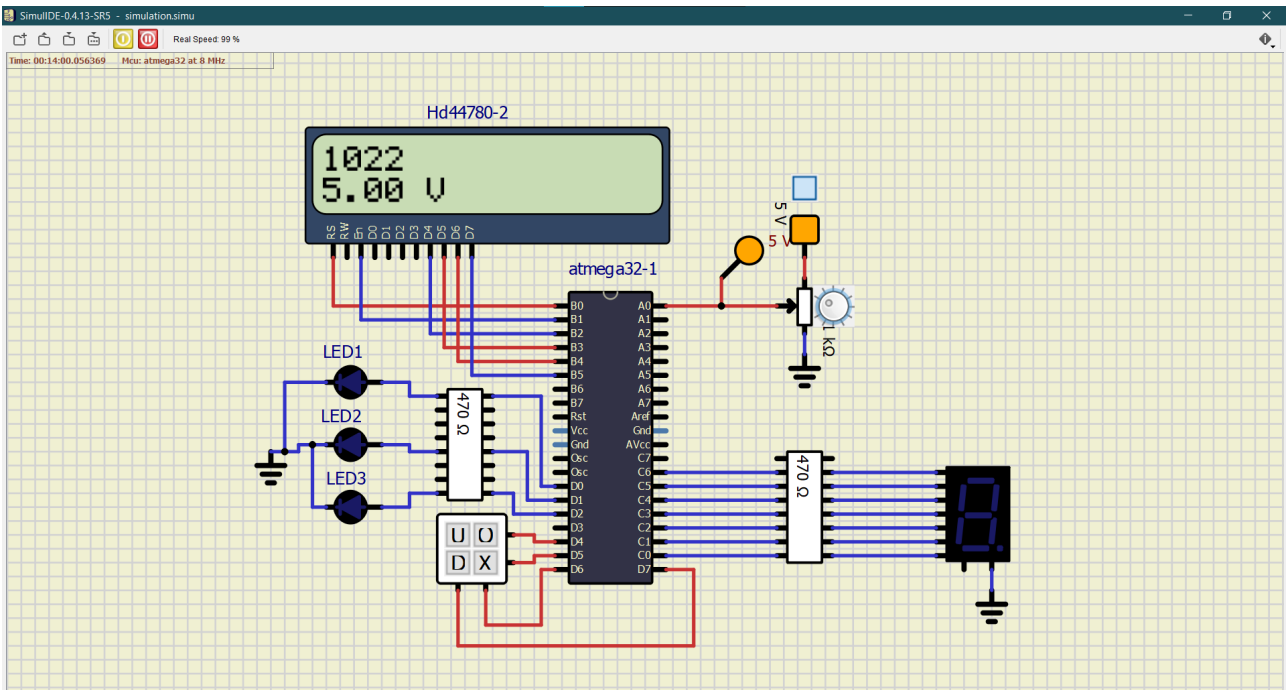 SimulIDE-0.4.13-SR5 - simulation.simu
Real Speed: 99 %
Time: 00:14:00.056369 Mcu: atmega32 at 8 MHz
Hd44780-2
1022
5.00 V
RS RW En D0 D1 D2 D3 D4 D5 D6 D7
5 V
5 V
atmega32-1
B0 A0
B1 A1
B2 A2
B3 A3
B4 A4
B5 A5
B6 A6
B7 A7
Rst Aref
Vcc Gnd
Gnd AVcc
Osc C7
Osc C6
D0 C5
D1 C4
D2 C3
D3 C2
D4 C1
D5 C0
D6 D7
1 kΩ
LED1
LED2
LED3
470 Ω
470 Ω
U O
D X